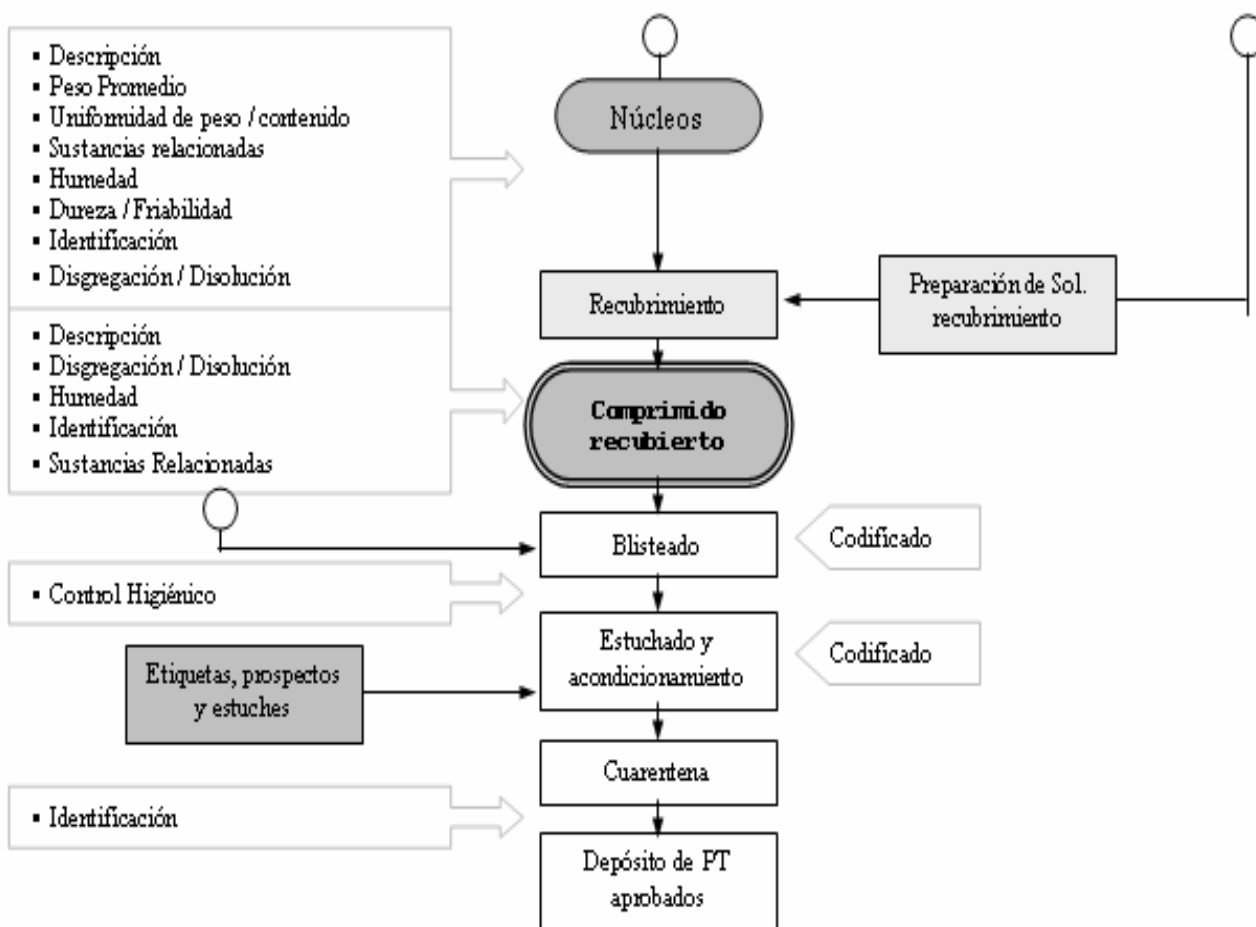 ▪ Descripción
▪ Peso Promedio
▪ Uniformidad de peso / contenido
▪ Sustancias relacionadas
▪ Humedad
▪ Dureza / Friabilidad
▪ Identificación
▪ Disgregación / Disolución
Núcleos
Recubrimiento
Preparación de Sol.
recubrimiento
▪ Descripción
▪ Disgregación / Disolución
▪ Humedad
▪ Identificación
▪ Sustancias Relacionadas
Comprimido
recubierto
Blisteado
Codificado
▪ Control Higiénico
Estuchado y
acondicionamiento
Codificado
Etiquetas, prospectos
y estuches
Cuarentena
▪ Identificación
Depósito de PT
aprobados